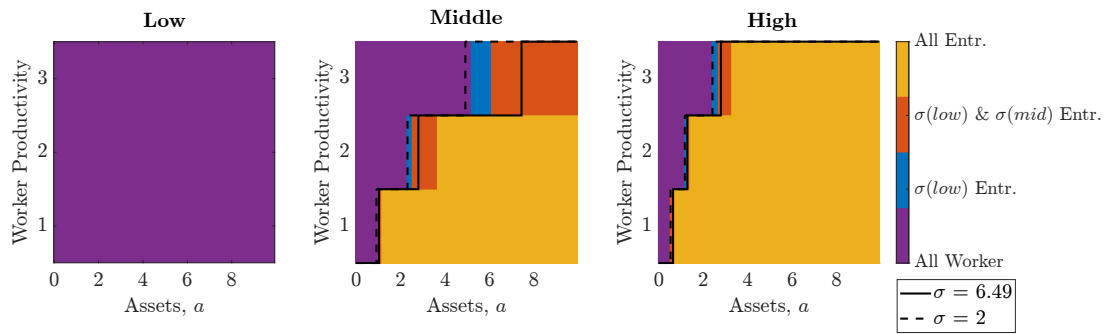 Low
Middle
High
Worker Productivity
3
2
1
0
2
4
6
8
Assets, a
Worker Productivity
3
2
1
0
2
4
6
8
Assets, a
Worker Productivity
3
2
1
0
2
4
6
8
Assets, a
All Entr.
σ(low) & σ(mid) Entr.
σ(low) Entr.
All Worker
σ = 6.49
σ = 2